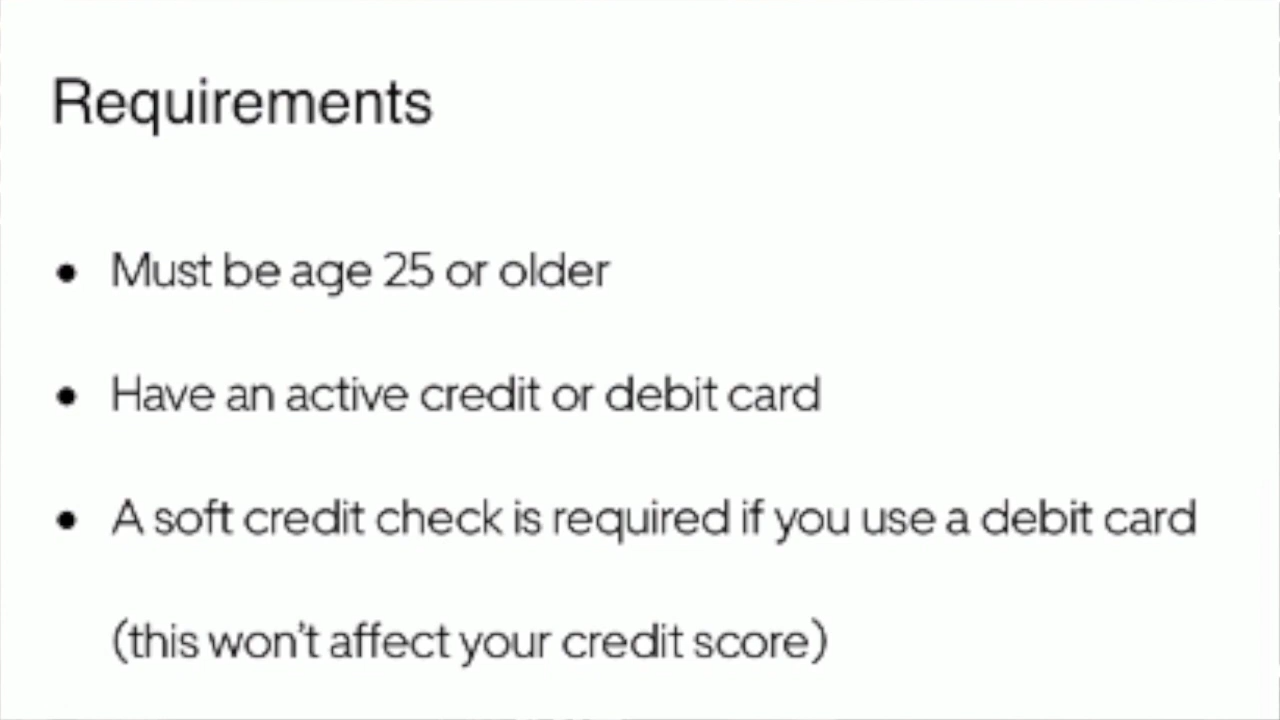 Requirements
• Must be age 25 or older
• Have an active credit or debit card
• A soft credit check is required if you use a debit card
(this won't affect your credit score)